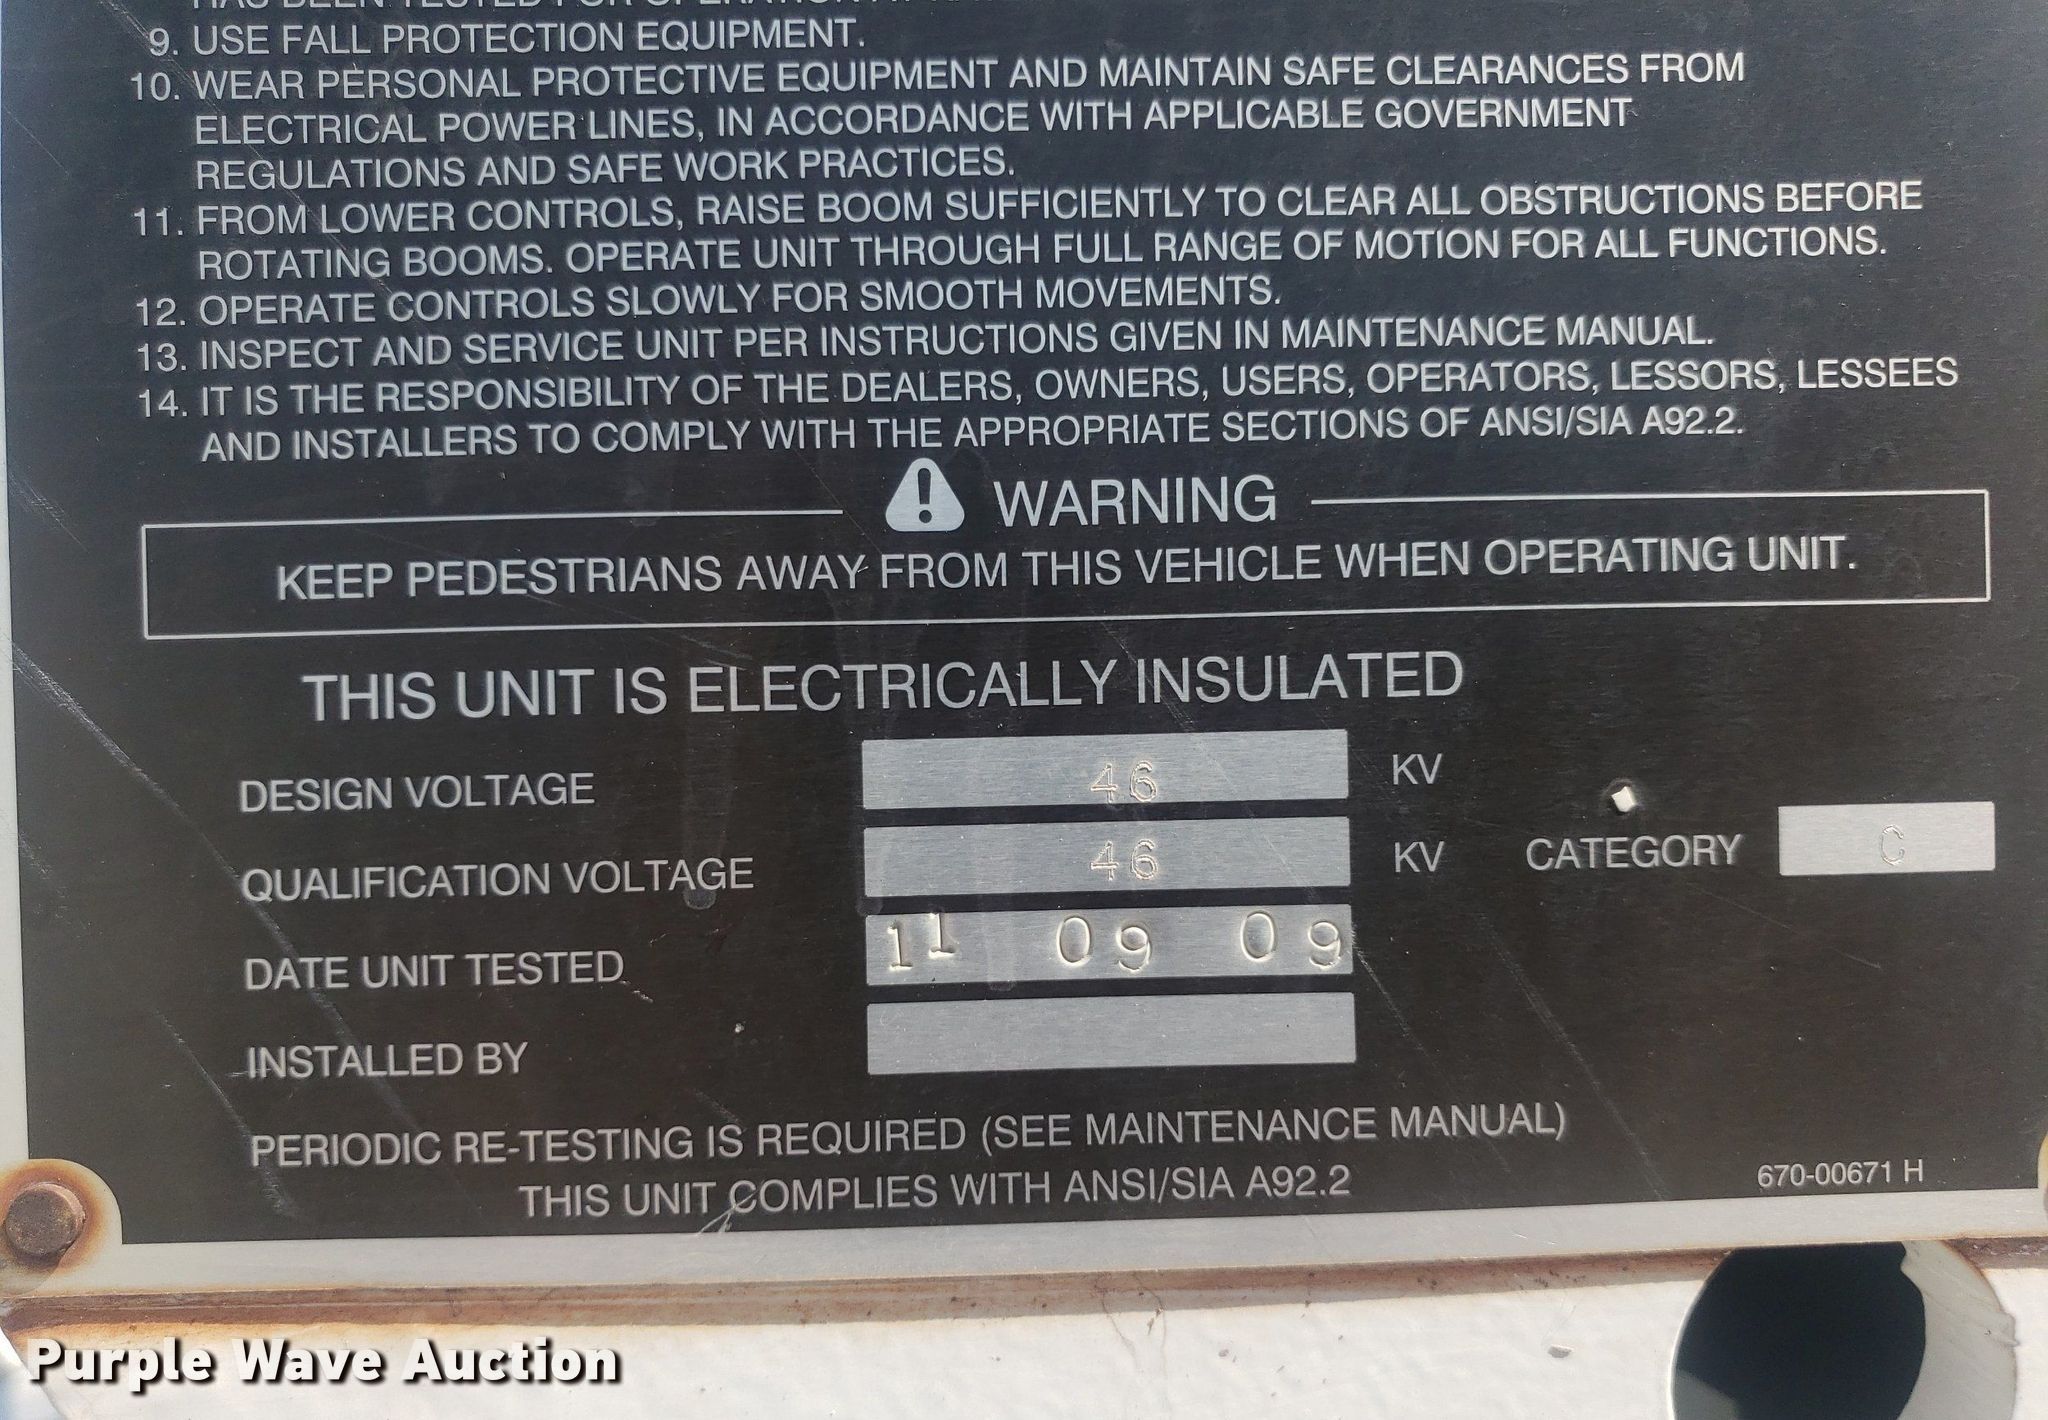 HAS BEEN TESTED FOR OPERATION AT
9. USE FALL PROTECTION EQUIPMENT.
10. WEAR PERSONAL PROTECTIVE EQUIPMENT AND MAINTAIN SAFE CLEARANCES FROM
ELECTRICAL POWER LINES, IN ACCORDANCE WITH APPLICABLE GOVERNMENT
REGULATIONS AND SAFE WORK PRACTICES.
11. FROM LOWER CONTROLS, RAISE BOOM SUFFICIENTLY TO CLEAR ALL OBSTRUCTIONS BEFORE
ROTATING BOOMS. OPERATE UNIT THROUGH FULL RANGE OF MOTION FOR ALL FUNCTIONS.
12. OPERATE CONTROLS SLOWLY FOR SMOOTH MOVEMENTS.
13. INSPECT AND SERVICE UNIT PER INSTRUCTIONS GIVEN IN MAINTENANCE MANUAL.
14. IT IS THE RESPONSIBILITY OF THE DEALERS, OWNERS, USERS, OPERATORS, LESSORS, LESSEES
AND INSTALLERS TO COMPLY WITH THE APPROPRIATE SECTIONS OF ANSI/SIA A92.2.
WARNING
KEEP PEDESTRIANS AWAY FROM THIS VEHICLE WHEN OPERATING UNIT.
THIS UNIT IS ELECTRICALLY INSULATED
DESIGN VOLTAGE 46 KV
QUALIFICATION VOLTAGE 46 KV CATEGORY C
DATE UNIT TESTED 11 09 09
INSTALLED BY
PERIODIC RE-TESTING IS REQUIRED (SEE MAINTENANCE MANUAL)
THIS UNIT COMPLIES WITH ANSI/SIA A92.2
670-00671 H
Purple Wave Auction